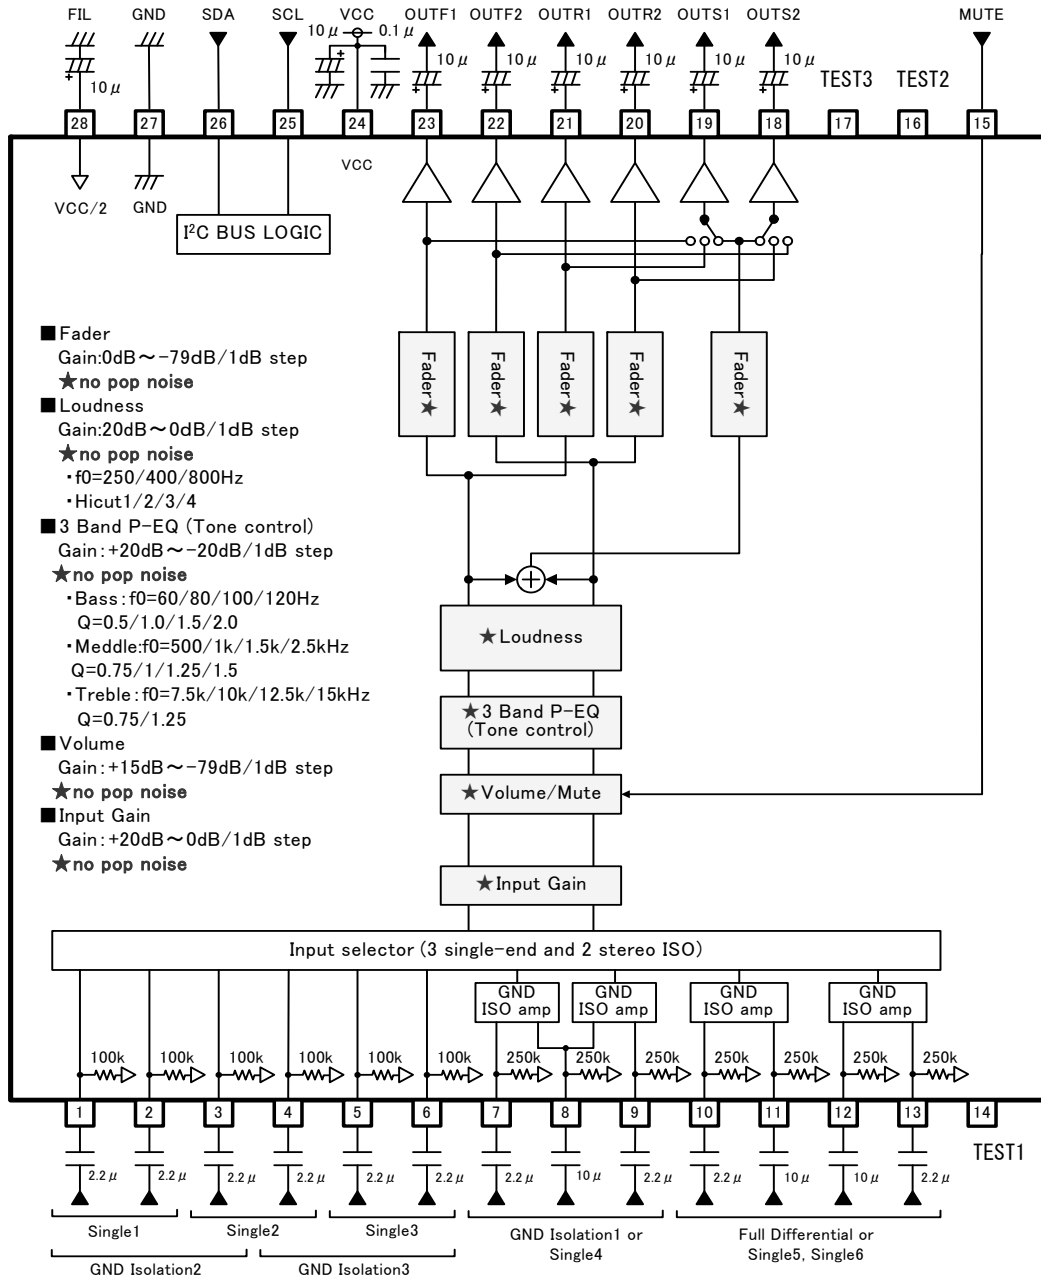 FIL GND SDA SCL VCC OUTF1 OUTF2 OUTR1 OUTR2 OUTS1 OUTS2 MUTE
10μ 0.1μ 10μ 10μ 10μ 10μ 10μ 10μ
+ + + + + + + +
10μ
TEST3 TEST2
28 27 26 25 24 23 22 21 20 19 18 17 16 15
VCC
VCC/2 GND
I²C BUS LOGIC
■Fader
Gain:0dB～-79dB/1dB step
★no pop noise
■Loudness
Gain:20dB～0dB/1dB step
★no pop noise
・f0=250/400/800Hz
・Hicut1/2/3/4
■3 Band P-EQ (Tone control)
Gain:+20dB～-20dB/1dB step
★no pop noise
・Bass:f0=60/80/100/120Hz
Q=0.5/1.0/1.5/2.0
・Meddle:f0=500/1k/1.5k/2.5kHz
Q=0.75/1/1.25/1.5
・Treble:f0=7.5k/10k/12.5k/15kHz
Q=0.75/1.25
■Volume
Gain:+15dB～-79dB/1dB step
★no pop noise
■Input Gain
Gain:+20dB～0dB/1dB step
★no pop noise
Fader★ Fader★ Fader★ Fader★ Fader★
+
★Loudness
★3 Band P-EQ
(Tone control)
★Volume/Mute
★Input Gain
Input selector (3 single-end and 2 stereo ISO)
GND GND GND GND
ISO amp ISO amp ISO amp ISO amp
100k 100k 100k 100k 100k 100k 250k 250k 250k 250k 250k 250k 250k
1 2 3 4 5 6 7 8 9 10 11 12 13 14
TEST1
2.2μ 2.2μ 2.2μ 2.2μ 2.2μ 2.2μ 2.2μ 10μ 2.2μ 2.2μ 10μ 10μ 2.2μ
Single1 Single2 Single3
GND Isolation1 or
Single4
Full Differential or
Single5, Single6
GND Isolation2 GND Isolation3